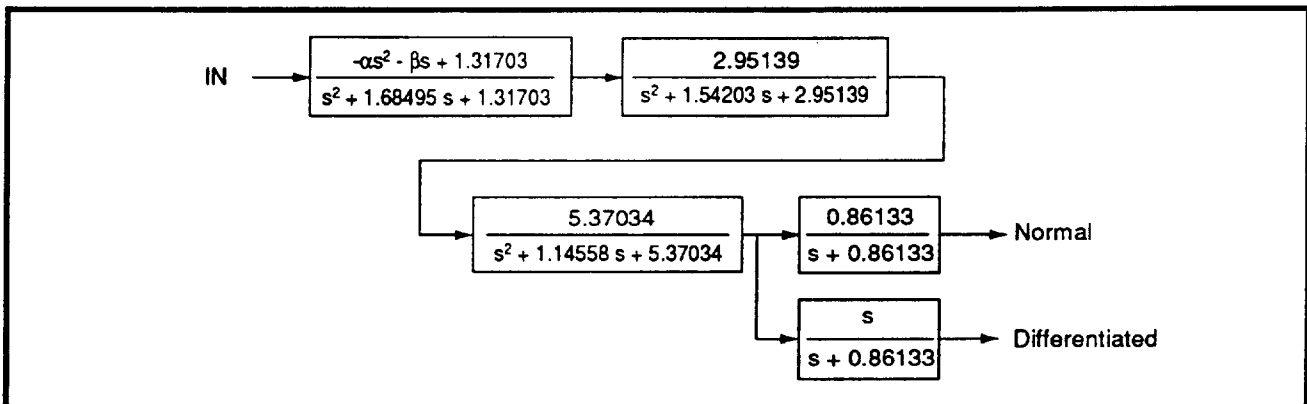 IN
-αs² - βs + 1.31703
s² + 1.68495 s + 1.31703
2.95139
s² + 1.54203 s + 2.95139
5.37034
s² + 1.14558 s + 5.37034
0.86133
s + 0.86133
Normal
s
s + 0.86133
Differentiated